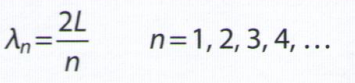 λₙ = 2L/n    n = 1, 2, 3, 4, ...